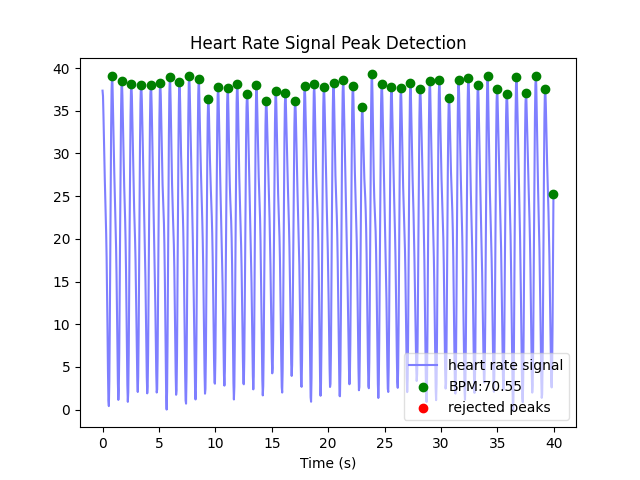 Heart Rate Signal Peak Detection
40
35
30
25
20
15
10
5
0
heart rate signal
BPM:70.55
rejected peaks
0 5 10 15 20 25 30 35 40
Time (s)